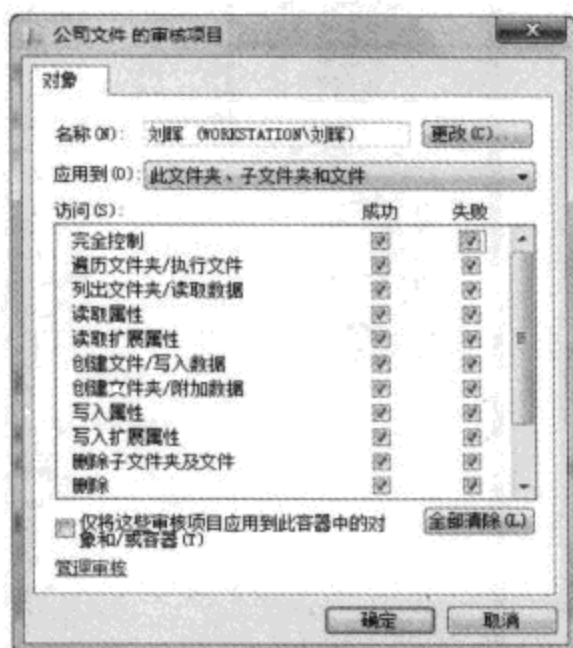 公司文件 的审核项目
对象
名称(N): 刘晖 (WORKSTATION\刘晖) 更改(C)...
应用到(O): 此文件夹、子文件夹和文件
访问(S): 成功 失败
完全控制
遍历文件夹/执行文件
列出文件夹/读取数据
读取属性
读取扩展属性
创建文件/写入数据
创建文件夹/附加数据
写入属性
写入扩展属性
删除子文件夹及文件
删除
仅将这些审核项目应用到此容器中的对
象和/或容器(T)
全部清除(L)
管理审核
确定 取消